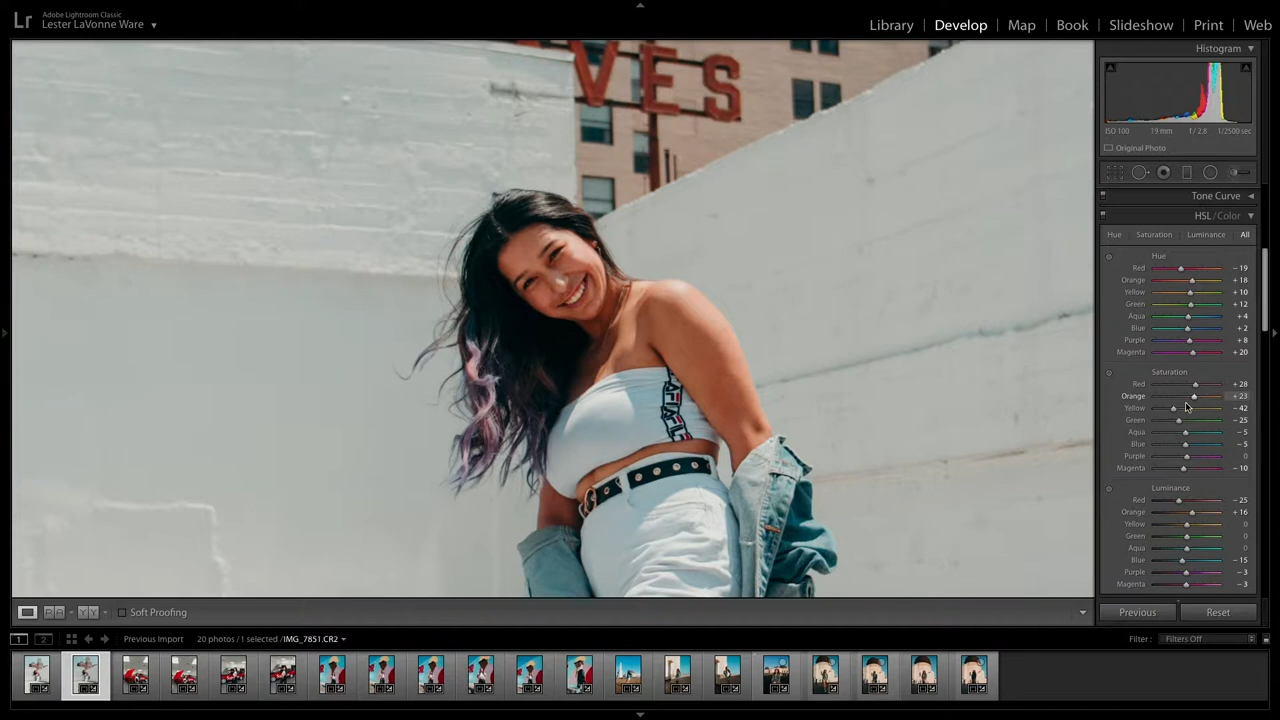 Lr
Adobe Lightroom Classic
Lester LaVonne Ware
Library | Develop | Map | Book | Slideshow | Print | Web
VES
Histogram
ISO 100 19 mm f / 2.8 1/2500 sec
Original Photo
Tone Curve
HSL / Color
Hue Saturation Luminance All
Hue
Red - 19
Orange + 18
Yellow + 10
Green + 12
Aqua + 4
Blue + 2
Purple + 8
Magenta + 20
Saturation
Red + 28
Orange + 23
Yellow - 42
Green - 25
Aqua - 5
Blue - 5
Purple 0
Magenta - 10
Luminance
Red - 25
Orange + 16
Yellow 0
Green 0
Aqua 0
Blue - 15
Purple - 3
Magenta - 3
Soft Proofing
Previous Reset
1 2 Previous Import 20 photos / 1 selected / IMG_7851.CR2 Filter : Filters Off